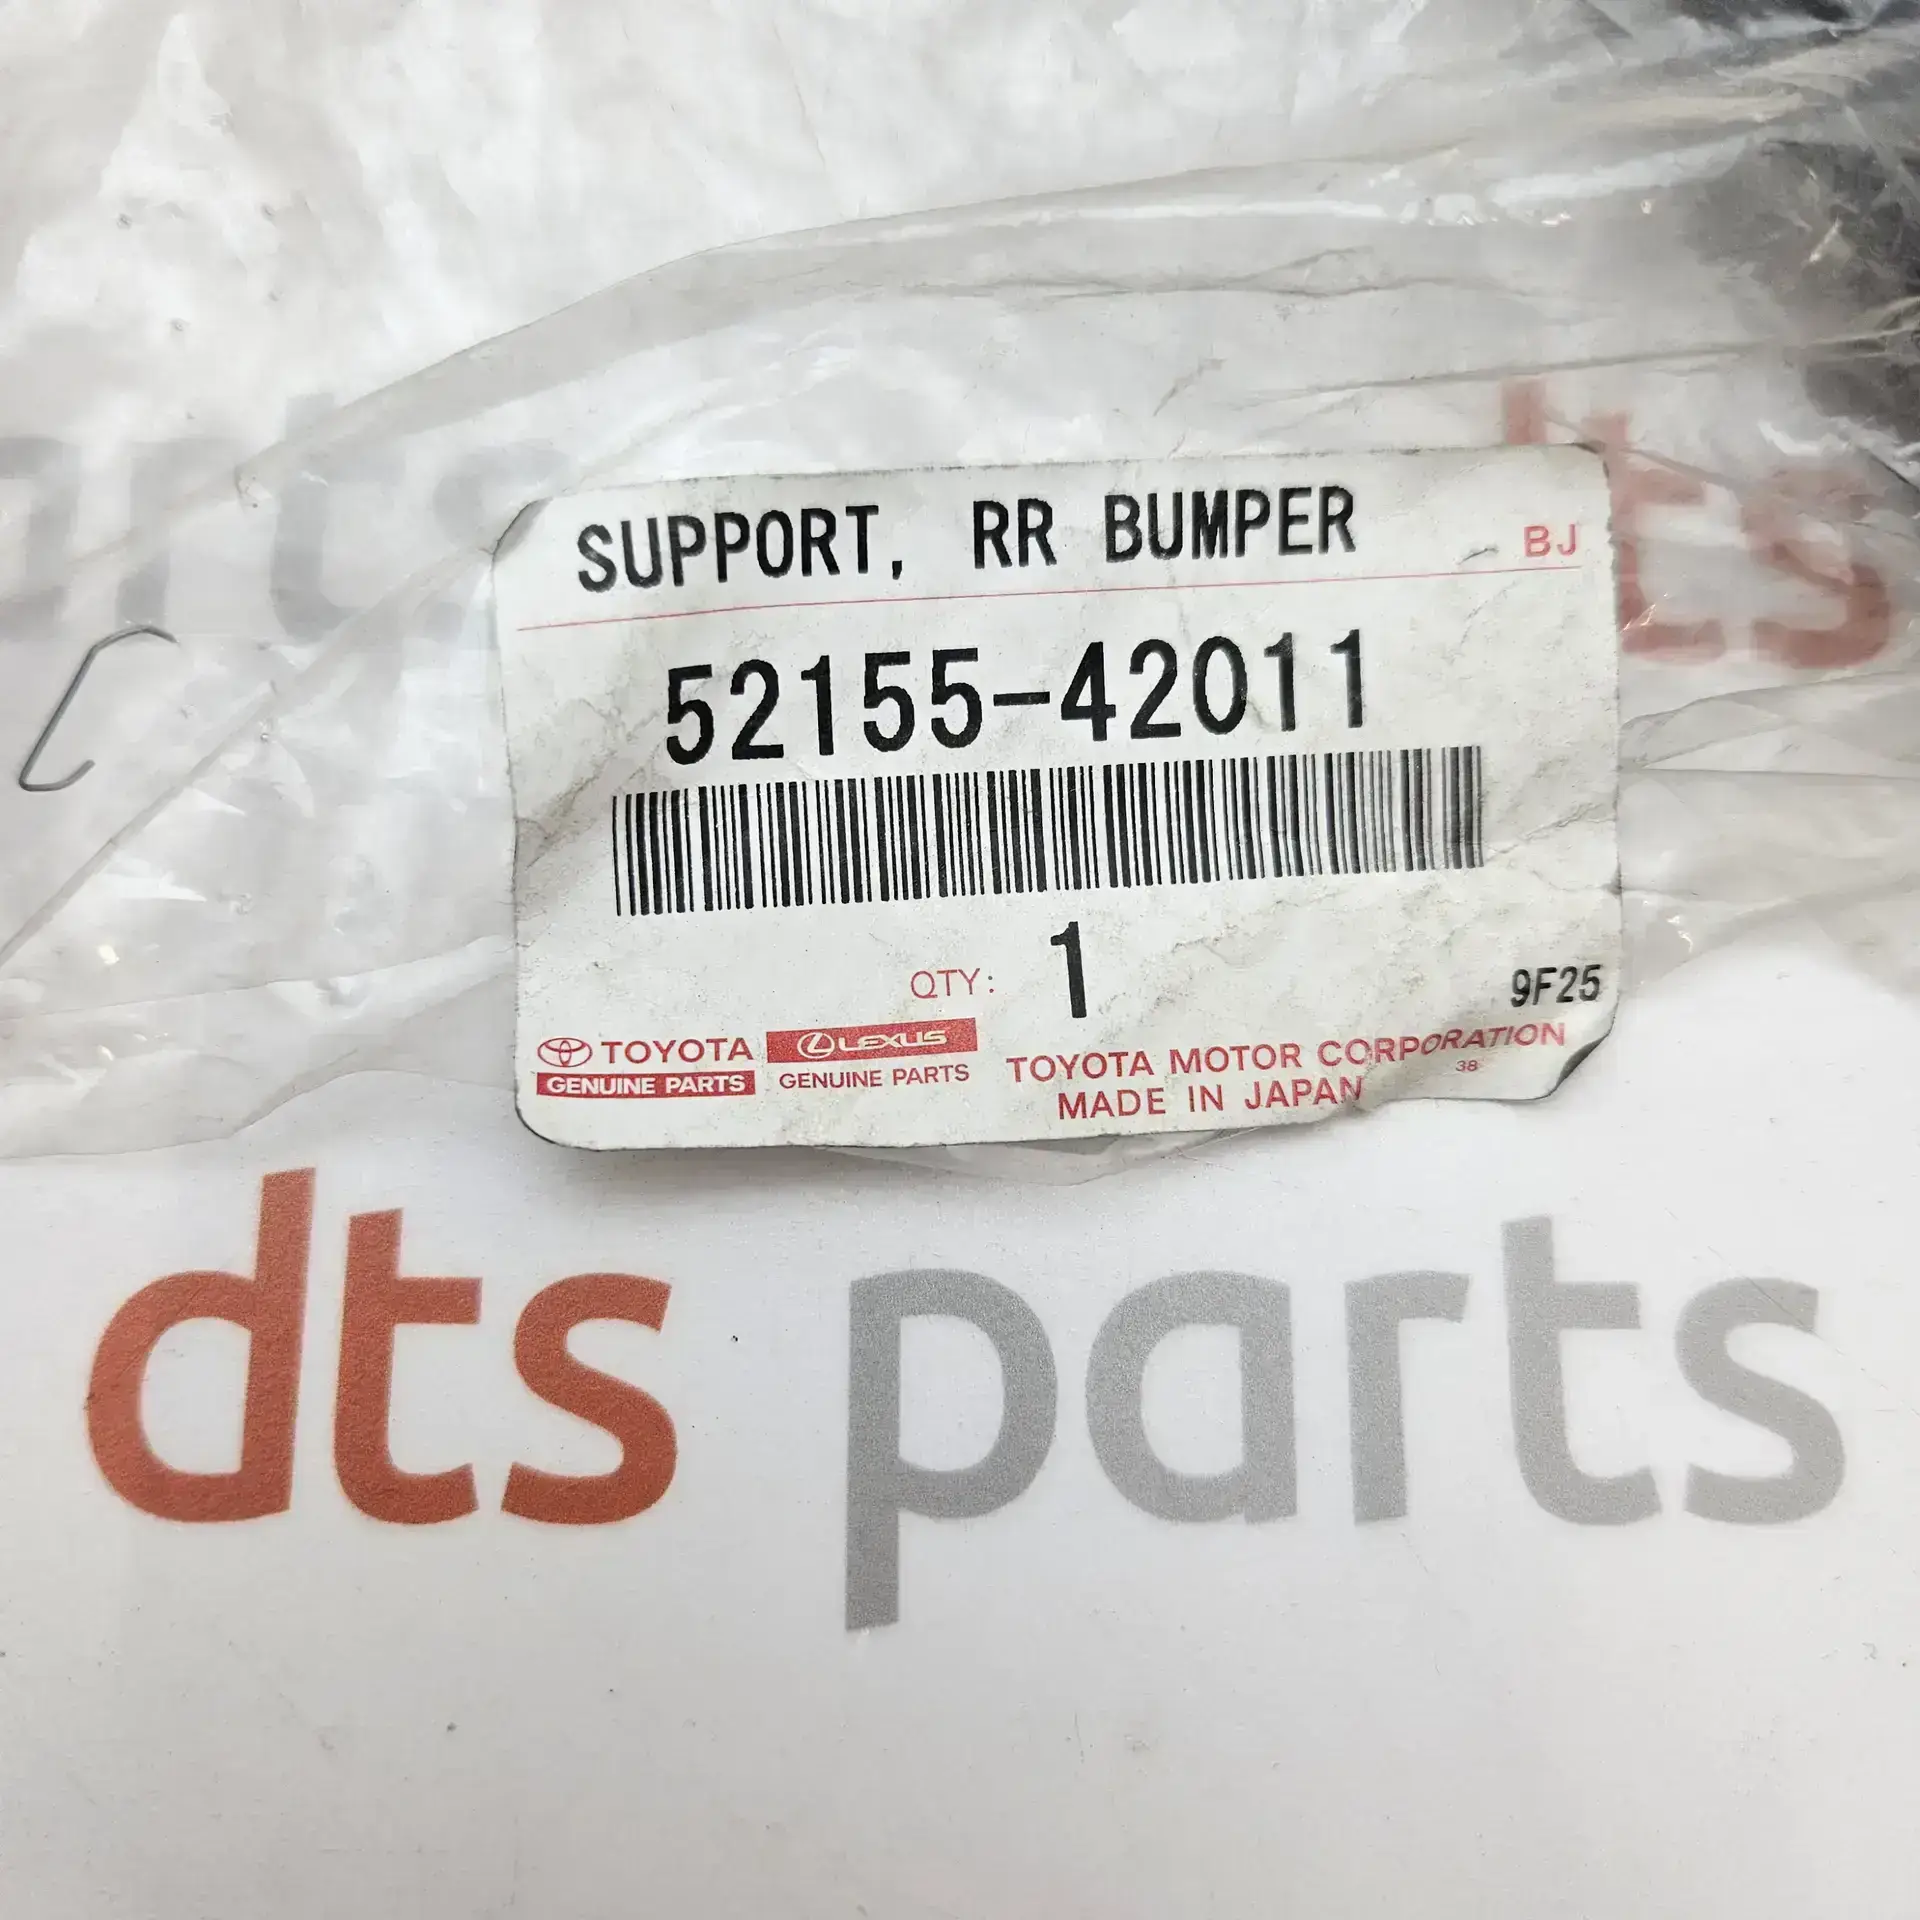 SUPPORT, RR BUMPER
BJ
52155-42011
QTY: 1
9F25
TOYOTA
GENUINE PARTS
LEXUS
GENUINE PARTS
TOYOTA MOTOR CORPORATION
38
MADE IN JAPAN
dts parts